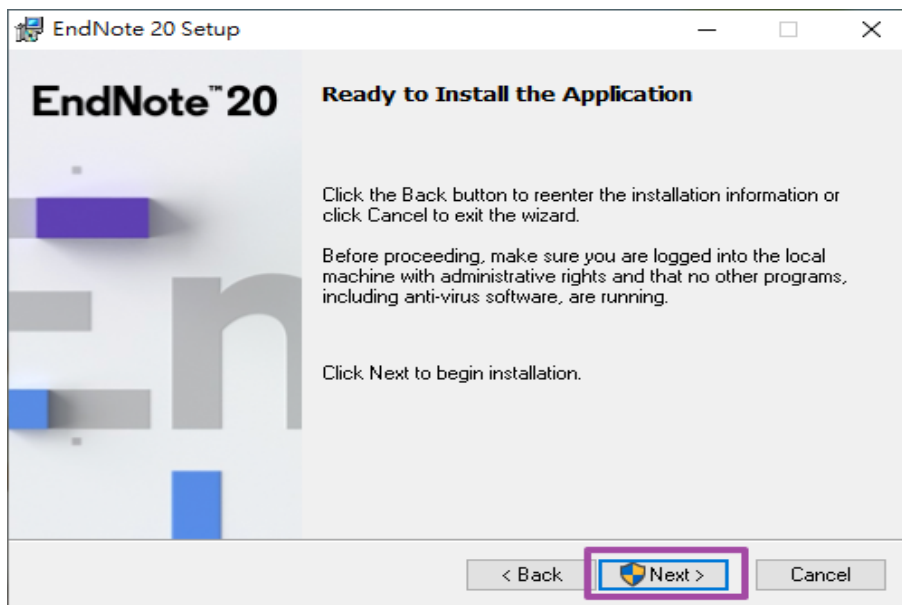 EndNote 20 Setup
EndNote™20
Ready to Install the Application
Click the Back button to reenter the installation information or
click Cancel to exit the wizard.
Before proceeding, make sure you are logged into the local
machine with administrative rights and that no other programs,
including anti-virus software, are running.
Click Next to begin installation.
< Back
Next >
Cancel